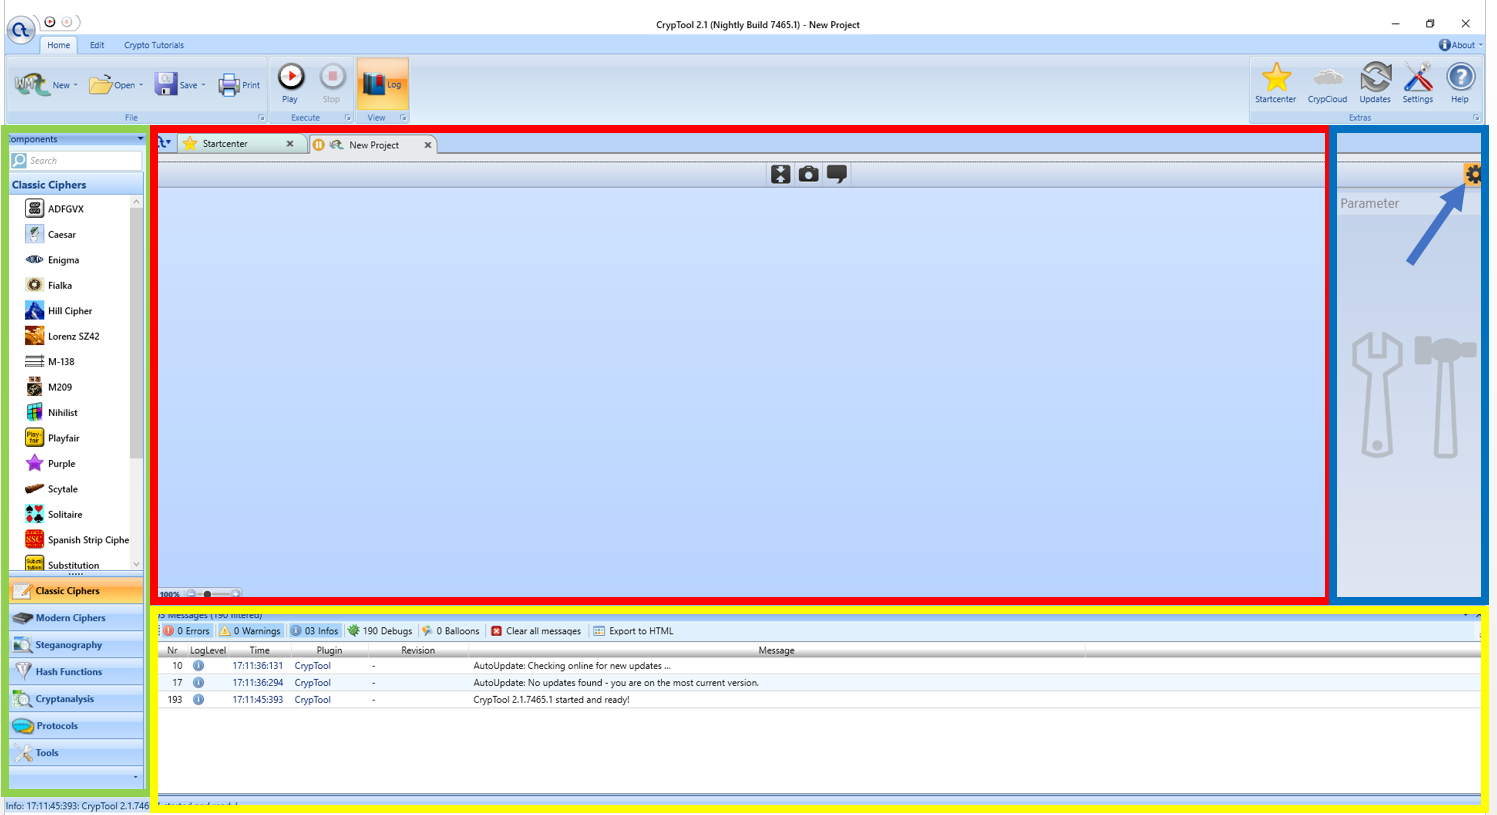 CrypTool 2.1 (Nightly Build 7465.1) - New Project
Home Edit Crypto Tutorials About
New Open Save Print Play Stop Log Startcenter CrypCloud Updates Settings Help
File Execute View Extras
Components
Startcenter New Project
Search
Classic Ciphers
Parameter
ADFGVX
Caesar
Enigma
Fialka
Hill Cipher
Lorenz SZ42
M-138
M209
Nihilist
Playfair
Purple
Scytale
Solitaire
Spanish Strip Ciphe
Substitution
100%
Classic Ciphers
Modern Ciphers
Steganography
Hash Functions
Cryptanalysis
Protocols
Tools
Messages (190 filtered)
0 Errors 0 Warnings 03 Infos 190 Debugs 0 Balloons Clear all messages Export to HTML
Nr LogLevel Time Plugin Revision Message
10 17:11:36:131 CrypTool - AutoUpdate: Checking online for new updates ...
17 17:11:36:294 CrypTool - AutoUpdate: No updates found - you are on the most current version.
193 17:11:45:393 CrypTool - CrypTool 2.1.7465.1 started and ready!
Info: 17:11:45:393: CrypTool 2.1.746 started and ready!